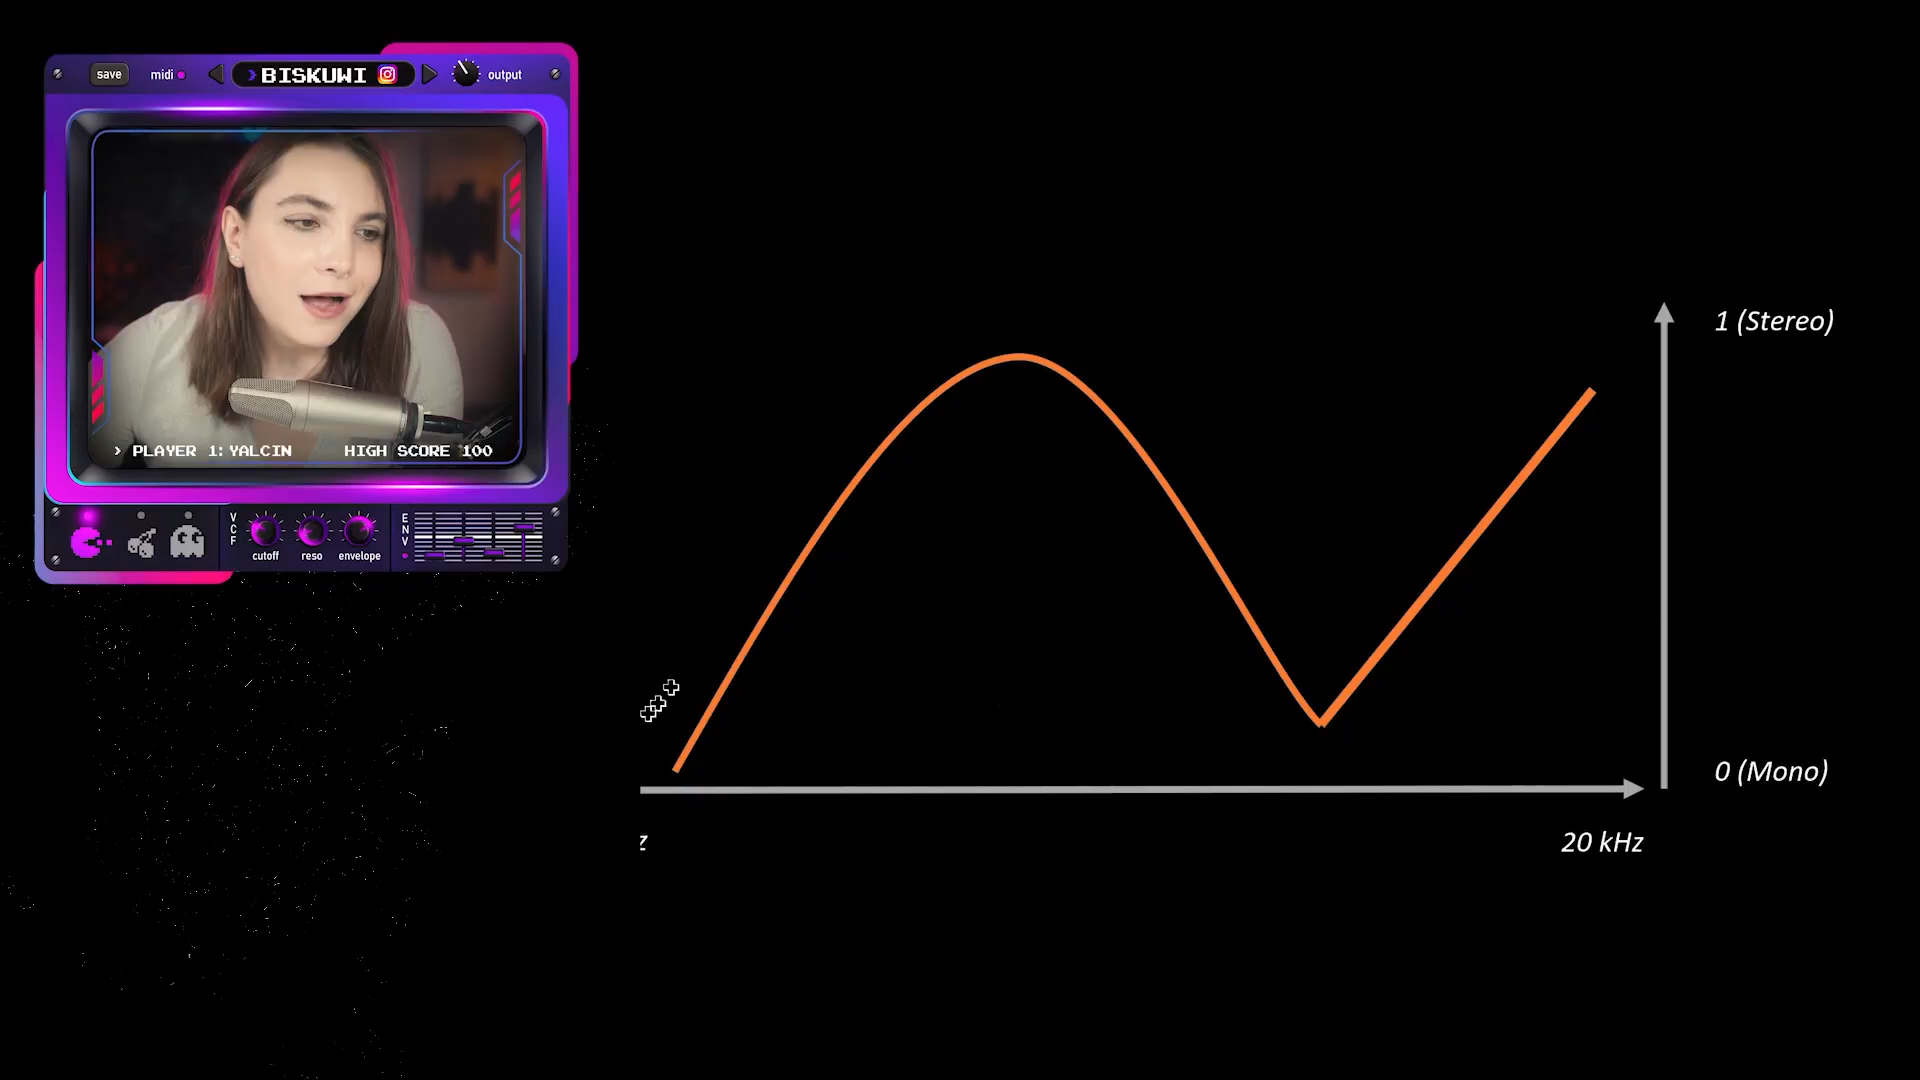 save midi BISKUWI output
PLAYER 1: YALCIN HIGH SCORE 100
VCF cutoff reso envelope ENV
1 (Stereo)
0 (Mono)
z 20 kHz